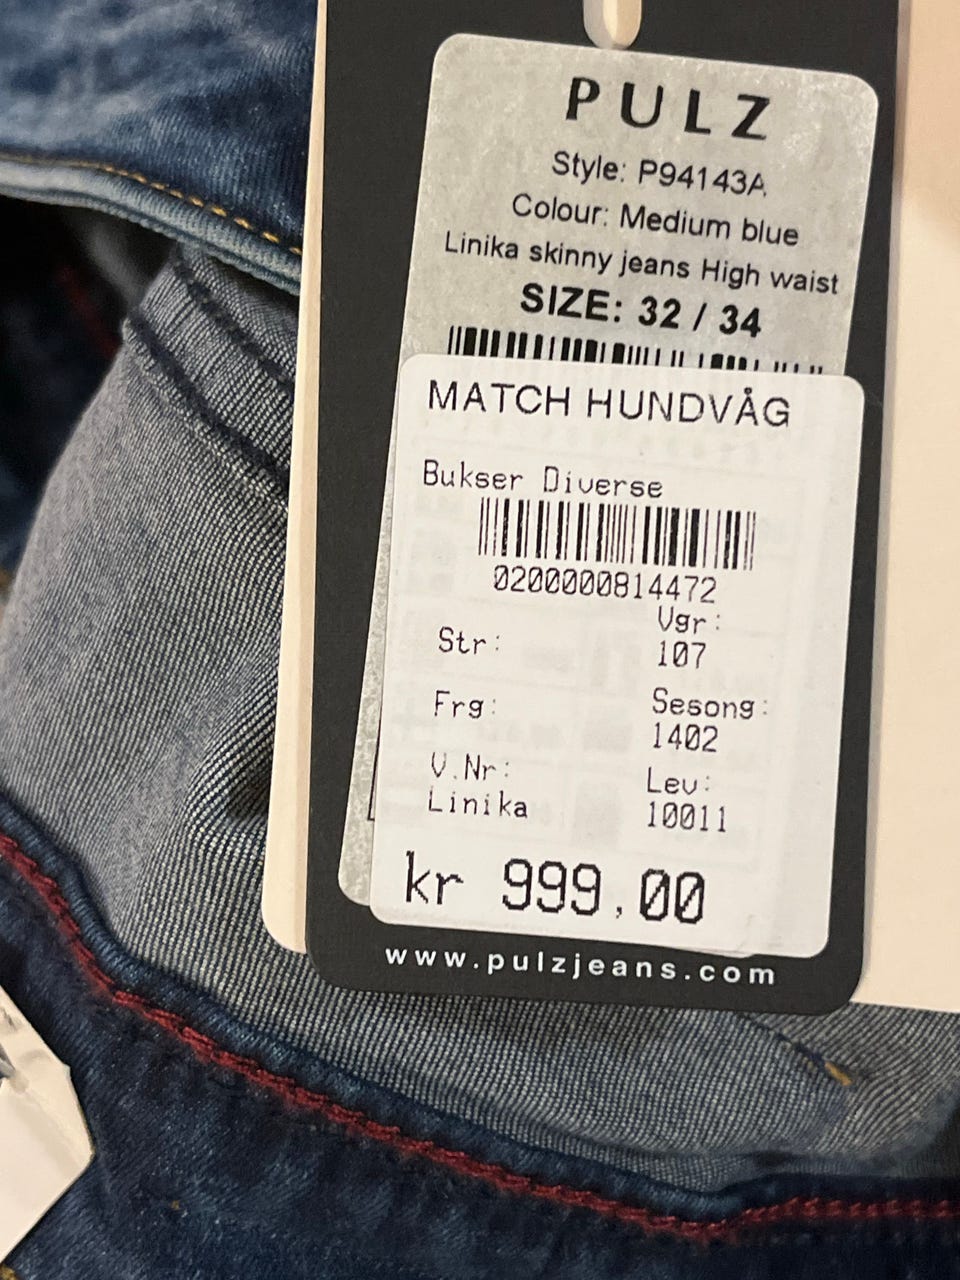 PULZ
Style: P94143A
Colour: Medium blue
Linika skinny jeans High waist
SIZE: 32 / 34
MATCH HUNDVÅG
Bukser Diverse
0200000814472
Str:
Vgr:
107
Frg:
Sesong:
1402
V.Nr:
Linika
Lev:
10011
kr 999,00
www.pulzjeans.com